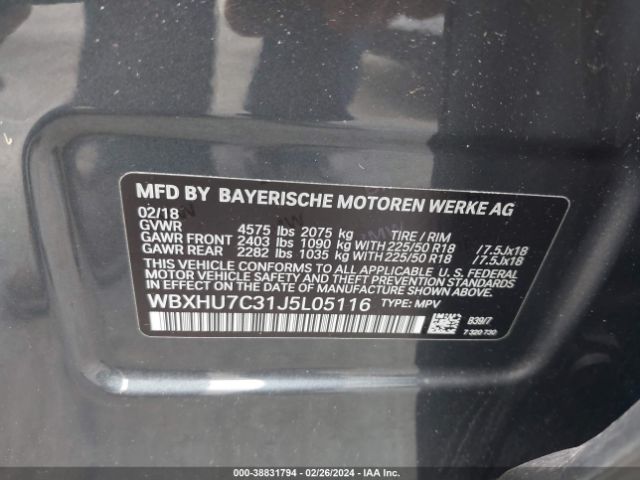 MFD BY BAYERISCHE MOTOREN WERKE AG
02/18
GVWR 4575 lbs 2075 kg TIRE / RIM
GAWR FRONT 2403 lbs 1090 kg WITH 225/50 R18 /7.5Jx18
GAWR REAR 2282 lbs 1035 kg WITH 225/50 R18 /7.5Jx18
THIS VEHICLE CONFORMS TO ALL APPLICABLE U.S. FEDERAL
MOTOR VEHICLE SAFETY AND THEFT PREVENTION STANDARDS
IN EFFECT ON THE DATE OF MANUFACTURE SHOWN ABOVE.
WBXHU7C31J5L05116 TYPE: MPV
B39/7
7 320 730
000-38831794 - 02/26/2024 - IAA Inc.